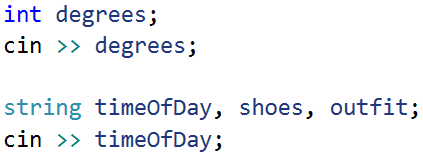 int degrees;
cin >> degrees;
string timeOfDay, shoes, outfit;
cin >> timeOfDay;